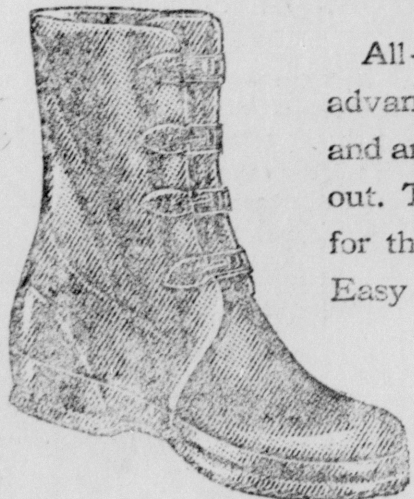 All-
advan
and ar
out. T
for th
Easy